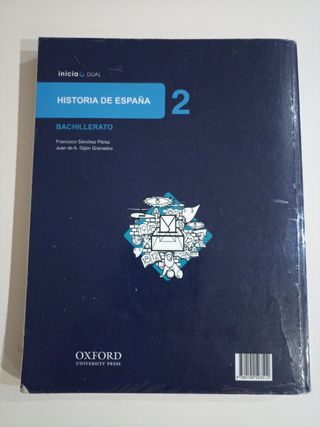 inicia DUAL
HISTORIA DE ESPAÑA 2
BACHILLERATO
Francisco Sánchez Pérez
Juan de A. Gijón Granados
OXFORD
UNIVERSITY PRESS